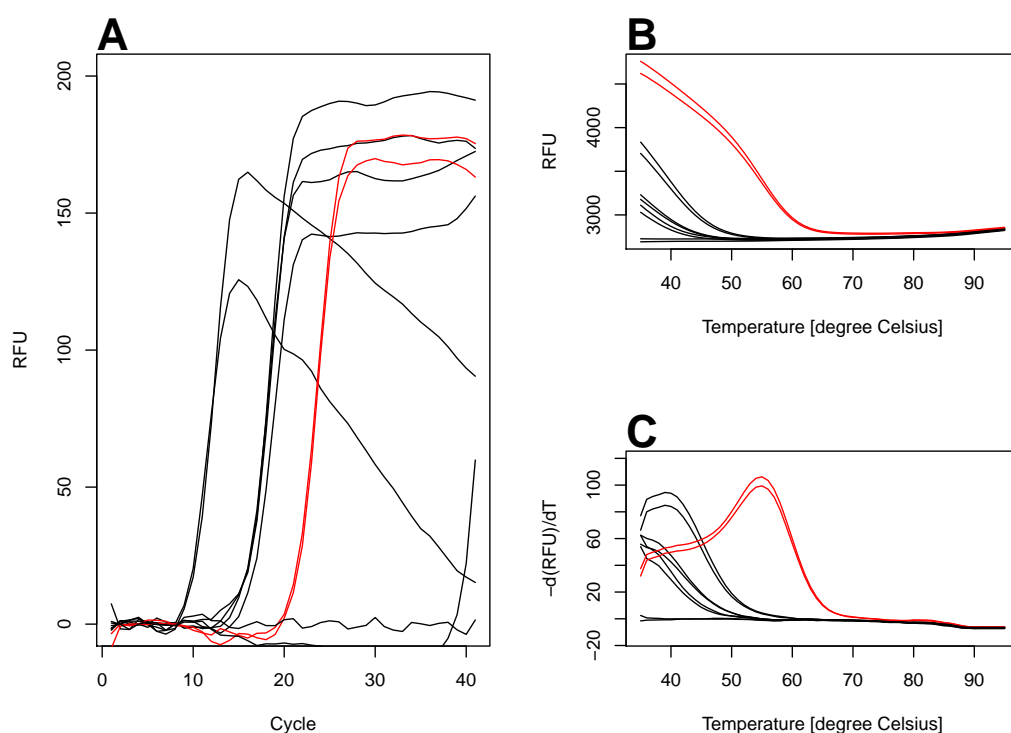 A
200
150
100
50
0
RFU
0 10 20 30 40
Cycle
B
4000
3000
RFU
40 50 60 70 80 90
Temperature [degree Celsius]
C
100
60
20
−20
−d(RFU)/dT
40 50 60 70 80 90
Temperature [degree Celsius]